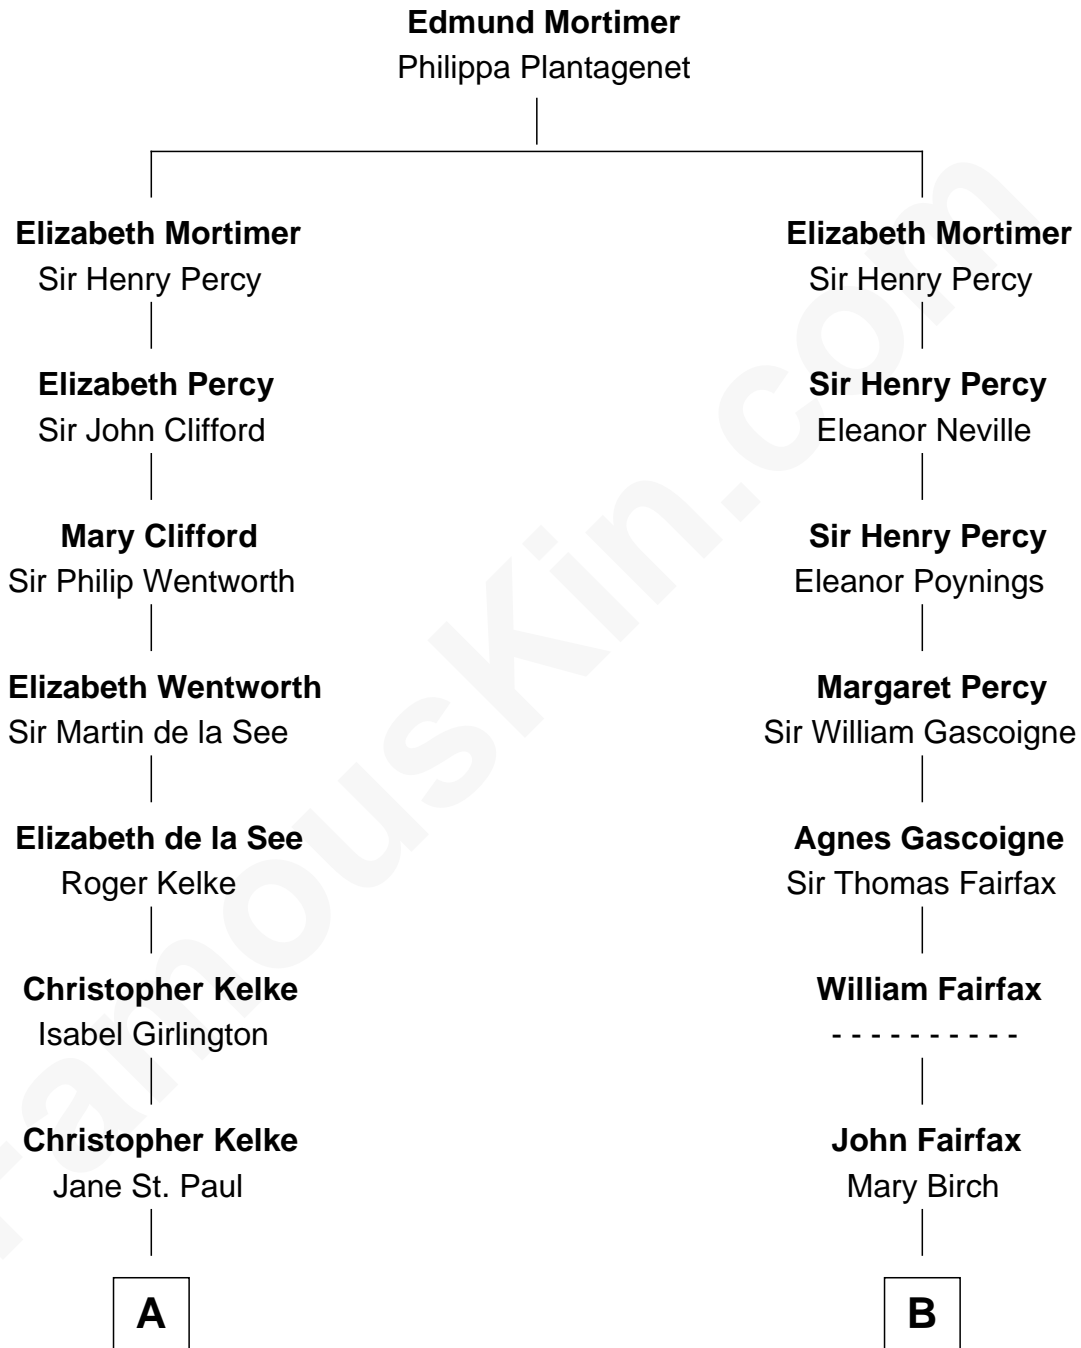 Edmund Mortimer
Philippa Plantagenet
Elizabeth Mortimer
Sir Henry Percy
Elizabeth Percy
Sir John Clifford
Mary Clifford
Sir Philip Wentworth
Elizabeth Wentworth
Sir Martin de la See
Elizabeth de la See
Roger Kelke
Christopher Kelke
Isabel Girlington
Christopher Kelke
Jane St. Paul
A
Elizabeth Mortimer
Sir Henry Percy
Sir Henry Percy
Eleanor Neville
Sir Henry Percy
Eleanor Poynings
Margaret Percy
Sir William Gascoigne
Agnes Gascoigne
Sir Thomas Fairfax
William Fairfax
- - - - - - - - - -
John Fairfax
Mary Birch
B
FamousKin.com